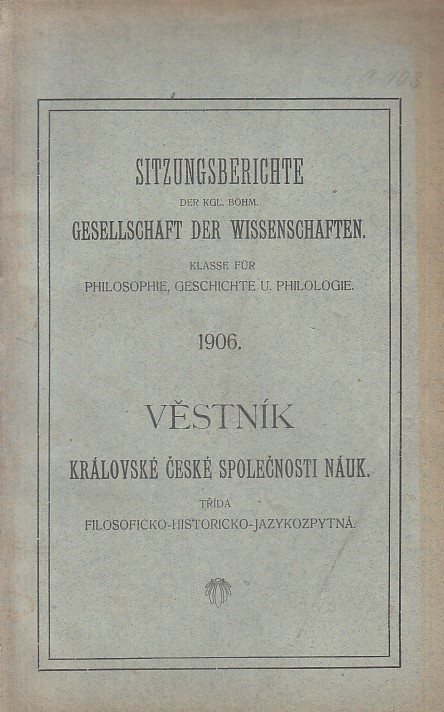 SITZUNGSBERICHTE
DER KGL. BÖHM.
GESELLSCHAFT DER WISSENSCHAFTEN.
KLASSE FÜR
PHILOSOPHIE, GESCHICHTE U. PHILOLOGIE.
1906.
VĚSTNÍK
KRÁLOVSKÉ ČESKÉ SPOLEČNOSTI NÁUK.
TŘÍDA
FILOSOFICKO-HISTORICKO-JAZYKOZPYTNÁ.